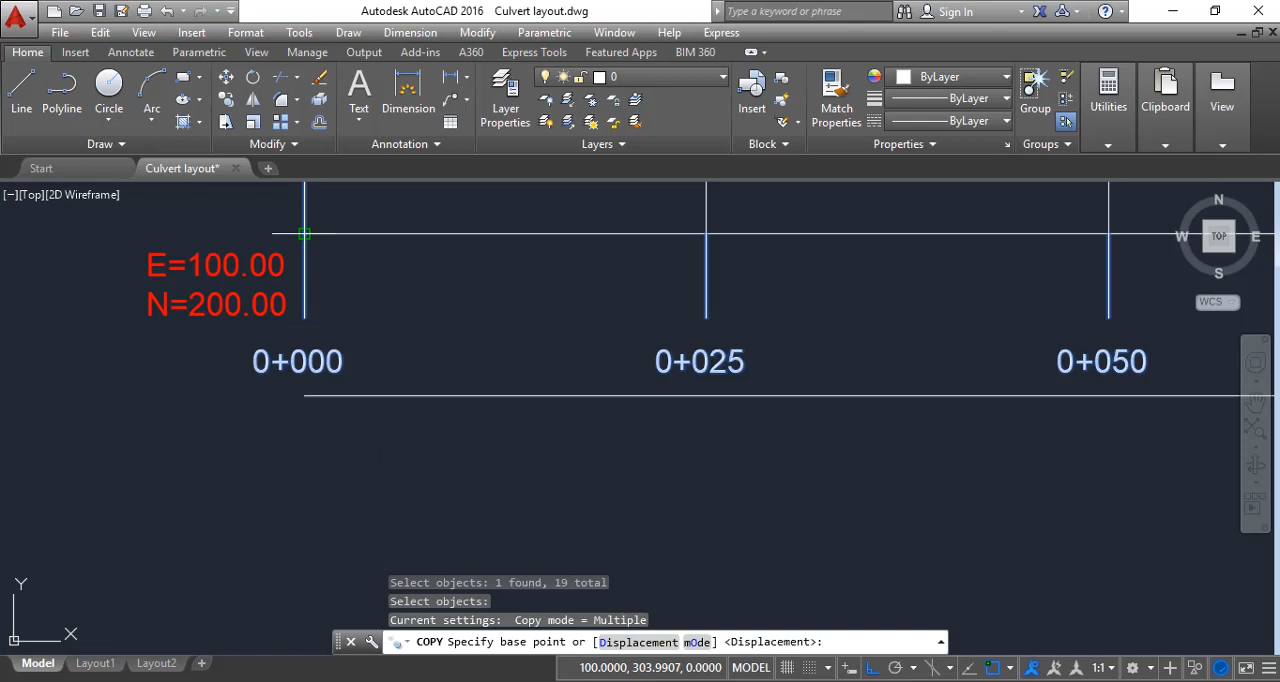 Autodesk AutoCAD 2016 Culvert layout.dwg
Type a keyword or phrase
Sign In
File Edit View Insert Format Tools Draw Dimension Modify Parametric Window Help Express
Home Insert Annotate Parametric View Manage Output Add-ins A360 Express Tools Featured Apps BIM 360
0
ByLayer
ByLayer
ByLayer
Line Polyline Circle Arc
Text Dimension
Layer Properties
Insert
Match Properties
Group
Utilities
Clipboard
View
Draw Modify Annotation Layers Block Properties Groups
Start Culvert layout*
[−][Top][2D Wireframe]
N
W TOP E
S
WCS
E=100.00
N=200.00
0+000 0+025 0+050
Y
X
Select objects: 1 found, 19 total
Select objects:
Current settings: Copy mode = Multiple
COPY Specify base point or [Displacement mOde] <Displacement>:
Model Layout1 Layout2
100.0000, 303.9907, 0.0000 MODEL 1:1